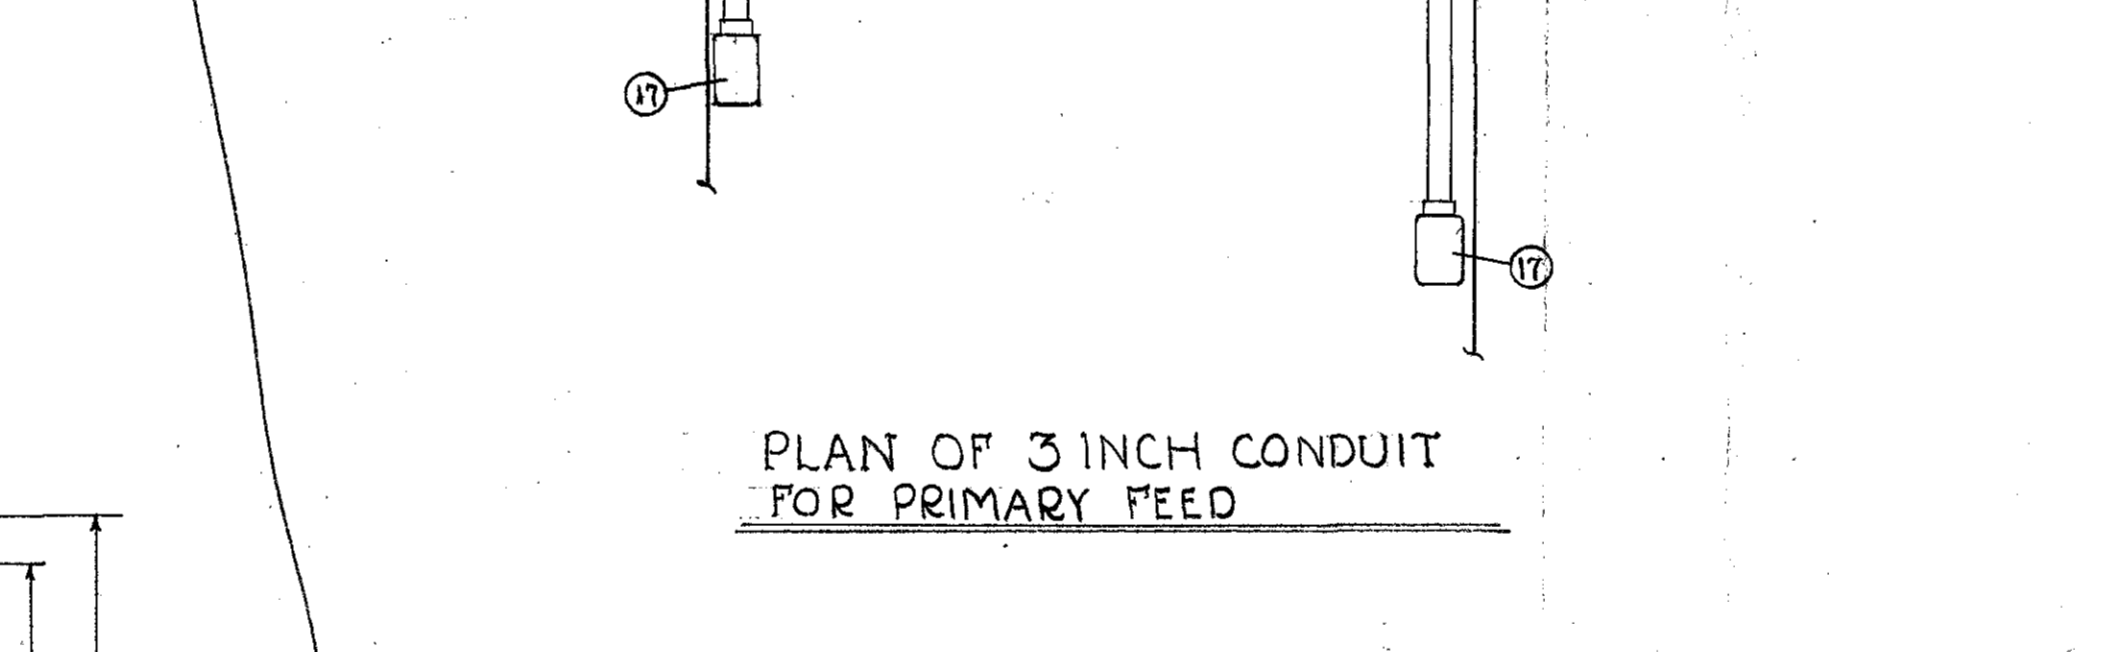 17
17
PLAN OF 3 INCH CONDUIT
FOR PRIMARY FEED